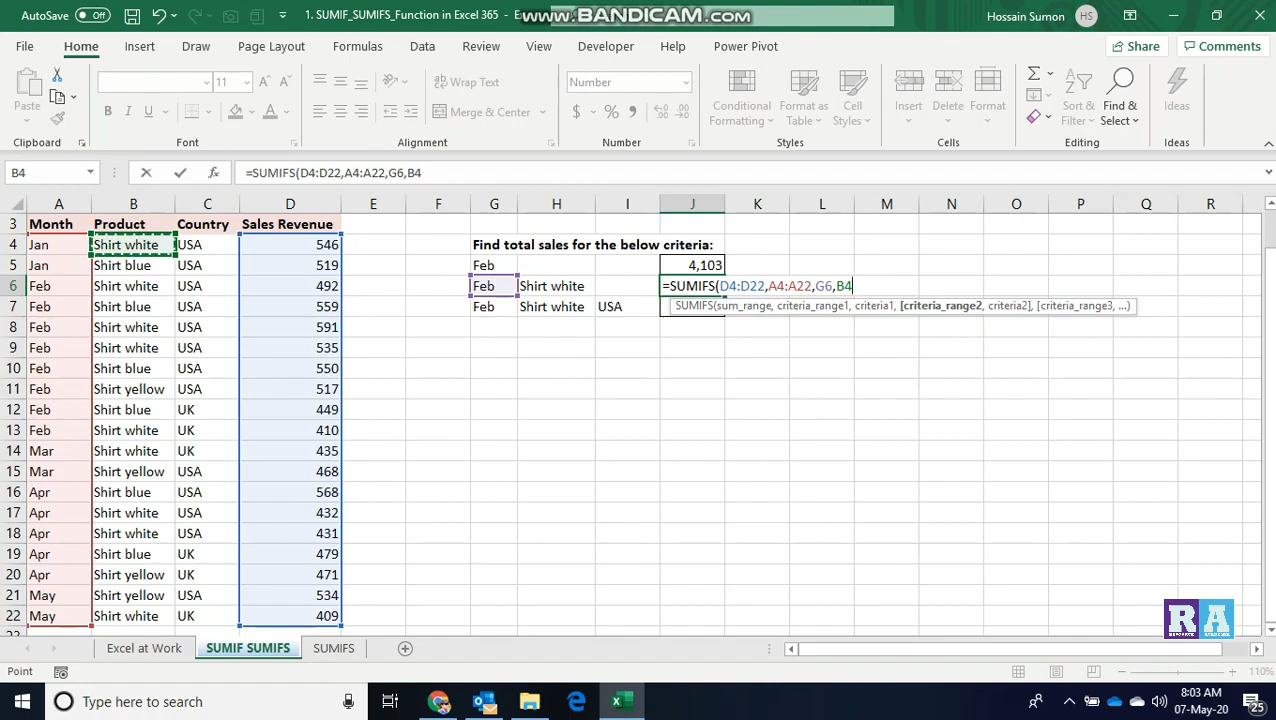 AutoSave Off
1. SUMIF_SUMIFS_Function in Excel 365 - E
www.BANDICAM.com
Hossain Sumon HS
File Home Insert Draw Page Layout Formulas Data Review View Developer Help Power Pivot Share Comments
Paste 11 Wrap Text Number Conditional Formatting Format as Table Cell Styles Insert Delete Format Sort & Filter Find & Select Ideas
Merge & Center
Clipboard Font Alignment Number Styles Cells Editing Ideas
B4 fx =SUMIFS(D4:D22,A4:A22,G6,B4
A B C D E F G H I J K L M N O P Q R
3 Month Product Country Sales Revenue
4 Jan Shirt white USA 546 Find total sales for the below criteria:
5 Jan Shirt blue USA 519 Feb 4,103
6 Feb Shirt white USA 492 Feb Shirt white =SUMIFS(D4:D22,A4:A22,G6,B4
7 Feb Shirt white USA 559 Feb Shirt white USA
SUMIFS(sum_range, criteria_range1, criteria1, [criteria_range2, criteria2], [criteria_range3, ...)
8 Feb Shirt white USA 591
9 Feb Shirt white USA 535
10 Feb Shirt blue USA 550
11 Feb Shirt yellow USA 517
12 Feb Shirt blue UK 449
13 Feb Shirt white UK 410
14 Mar Shirt white UK 435
15 Mar Shirt yellow USA 468
16 Apr Shirt blue USA 568
17 Apr Shirt white USA 432
18 Apr Shirt white USA 431
19 Apr Shirt blue UK 479
20 Apr Shirt yellow UK 471
21 May Shirt yellow USA 534
22 May Shirt white UK 409
RA
Excel at Work SUMIF SUMIFS SUMIFS
Point 110%
Type here to search
8:03 AM
07-May-20
25